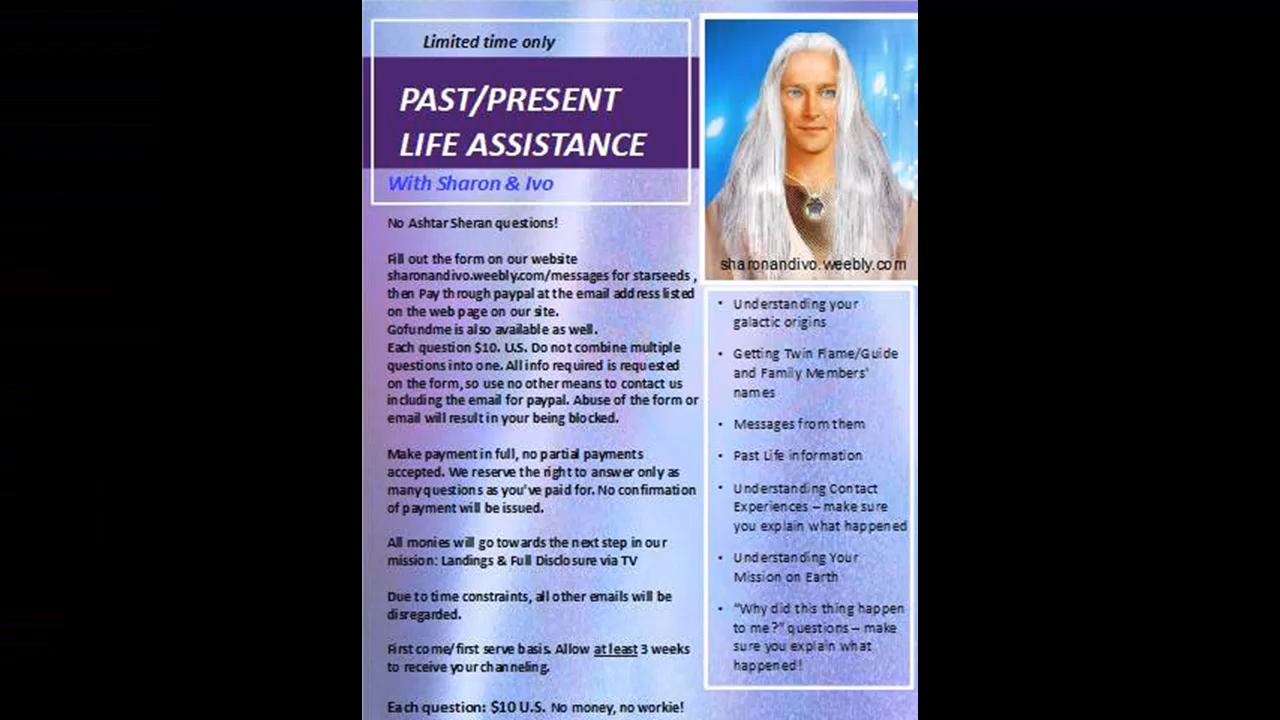 Limited time only
PAST/PRESENT
LIFE ASSISTANCE
With Sharon & Ivo
No Ashtar Sheran questions!
Fill out the form on our website
sharonandivo.weebly.com/messages for starseeds ,
then Pay through paypal at the email address listed
on the web page on our site.
Gofundme is also available as well.
Each question $10. U.S. Do not combine multiple
questions into one. All info required is requested
on the form, so use no other means to contact us
including the email for paypal. Abuse of the form or
email will result in your being blocked.
Make payment in full, no partial payments
accepted. We reserve the right to answer only as
many questions as you've paid for. No confirmation
of payment will be issued.
All monies will go towards the next step in our
mission: Landings & Full Disclosure via TV
Due to time constraints, all other emails will be
disregarded.
First come/first serve basis. Allow at least 3 weeks
to receive your channeling.
Each question: $10 U.S. No money, no workie!
sharonandivo.weebly.com
• Understanding your
galactic origins
• Getting Twin Flame/Guide
and Family Members'
names
• Messages from them
• Past Life information
• Understanding Contact
Experiences – make sure
you explain what happened
• Understanding Your
Mission on Earth
• "Why did this thing happen
to me?" questions – make
sure you explain what
happened!